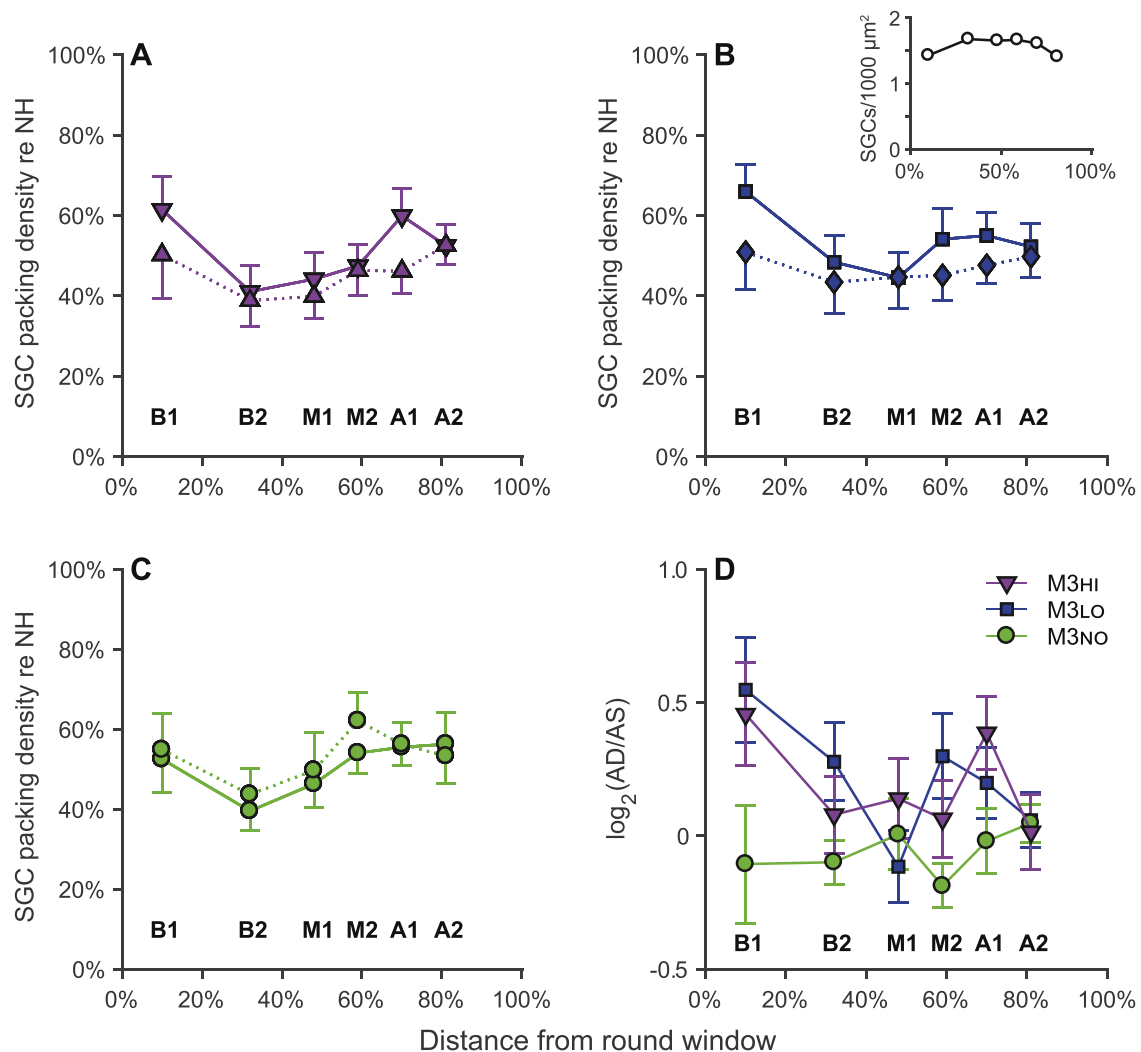 A
SGC packing density re NH
100%
80%
60%
40%
20%
0%
B1 B2 M1 M2 A1 A2
0% 20% 40% 60% 80% 100%
B
SGC packing density re NH
100%
80%
60%
40%
20%
0%
B1 B2 M1 M2 A1 A2
0% 20% 40% 60% 80% 100%
SGCs/1000 µm²
2
1
0
0% 50% 100%
C
SGC packing density re NH
100%
80%
60%
40%
20%
0%
B1 B2 M1 M2 A1 A2
0% 20% 40% 60% 80% 100%
D
log₂(AD/AS)
1.0
0.5
0
-0.5
M3HI
M3LO
M3NO
B1 B2 M1 M2 A1 A2
0% 20% 40% 60% 80% 100%
Distance from round window